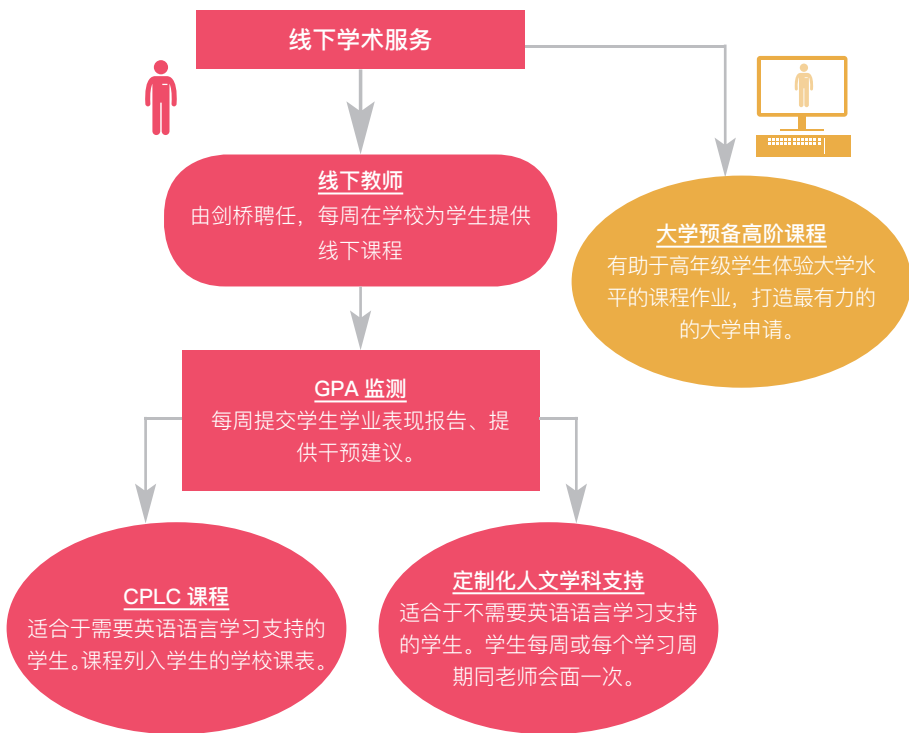 线下学术服务
线下教师
由剑桥聘任，每周在学校为学生提供
线下课程
大学预备高阶课程
有助于高年级学生体验大学水
平的课程作业，打造最有力的
的大学申请。
GPA 监测
每周提交学生学业表现报告、提
供干预建议。
CPLC 课程
适合于需要英语语言学习支持的
学生。课程列入学生的学校课表。
定制化人文学科支持
适合于不需要英语语言学习支持
的学生。学生每周或每个学习周
期同老师会面一次。